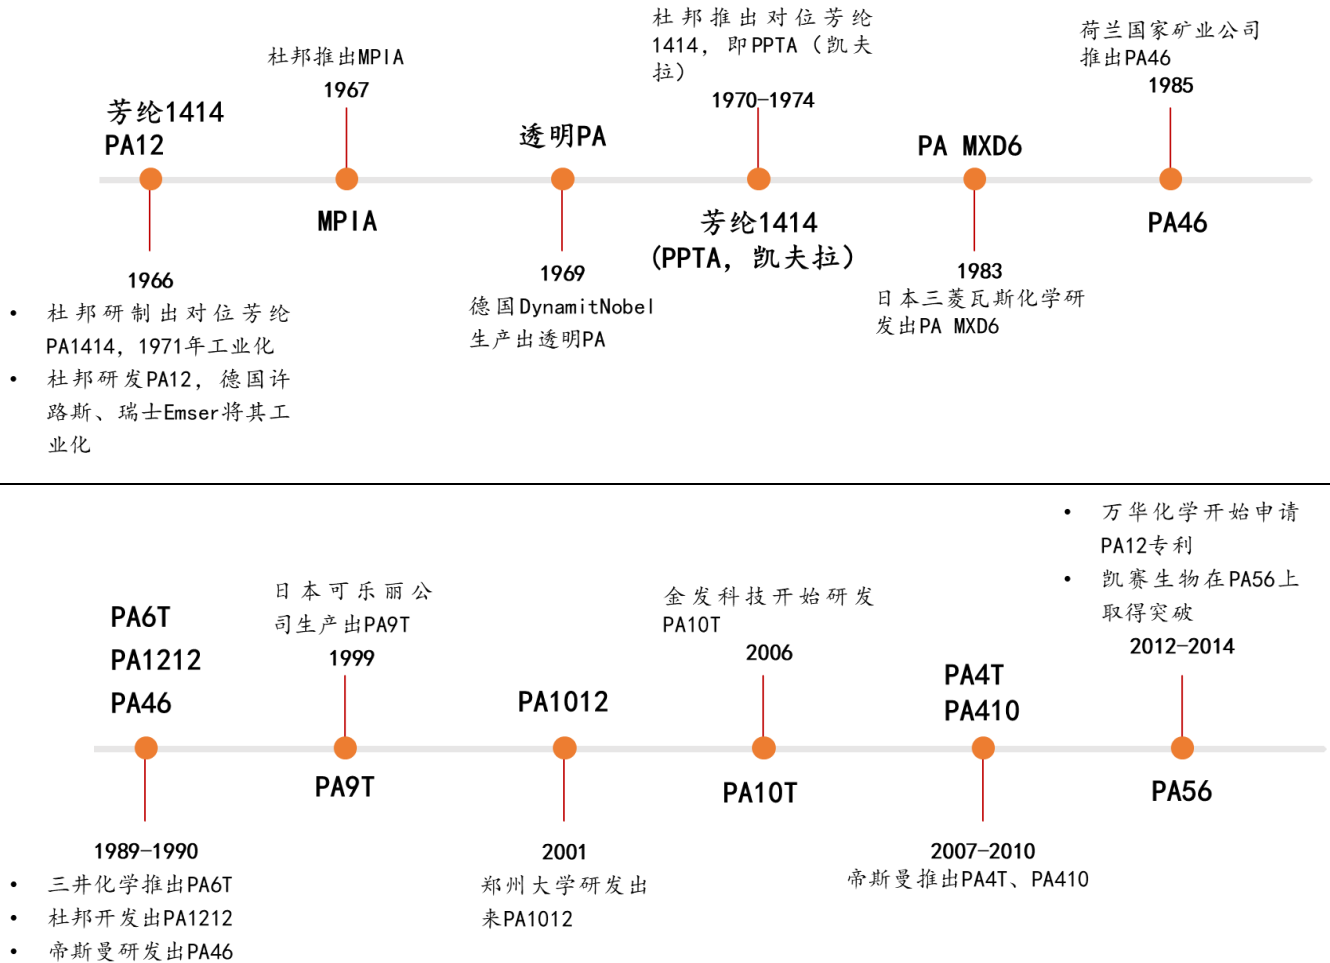 芳纶1414
PA12
1966
• 杜邦研制出对位芳纶
PA1414，1971年工业化
• 杜邦研发PA12，德国许
路斯、瑞士Emser将其工
业化
杜邦推出MPIA
1967
MPIA
透明PA
1969
德国DynamitNobel
生产出透明PA
杜邦推出对位芳纶
1414，即PPTA（凯夫
拉）
1970-1974
芳纶1414
(PPTA，凯夫拉）
PA MXD6
1983
日本三菱瓦斯化学研
发出PA MXD6
荷兰国家矿业公司
推出PA46
1985
PA46
PA6T
PA1212
PA46
1989-1990
• 三井化学推出PA6T
• 杜邦开发出PA1212
• 帝斯曼研发出PA46
日本可乐丽公
司生产出PA9T
1999
PA9T
PA1012
2001
郑州大学研发出
来PA1012
金发科技开始研发
PA10T
2006
PA10T
PA4T
PA410
2007-2010
帝斯曼推出PA4T、PA410
• 万华化学开始申请
PA12专利
• 凯赛生物在PA56上
取得突破
2012-2014
PA56